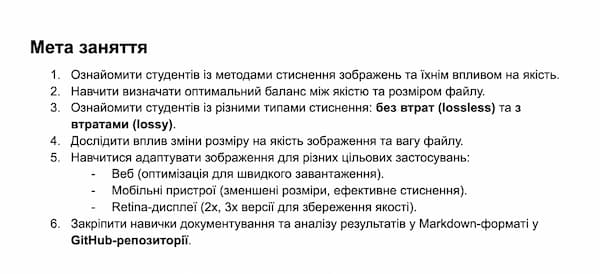 Мета заняття
1. Ознайомити студентів із методами стиснення зображень та їхнім впливом на якість.
2. Навчити визначати оптимальний баланс між якістю та розміром файлу.
3. Ознайомити студентів із різними типами стиснення: без втрат (lossless) та з
втратами (lossy).
4. Дослідити вплив зміни розміру на якість зображення та вагу файлу.
5. Навчитися адаптувати зображення для різних цільових застосувань:
- Веб (оптимізація для швидкого завантаження).
- Мобільні пристрої (зменшені розміри, ефективне стиснення).
- Retina-дисплеї (2x, 3x версії для збереження якості).
6. Закріпити навички документування та аналізу результатів у Markdown-форматі у
GitHub-репозиторії.